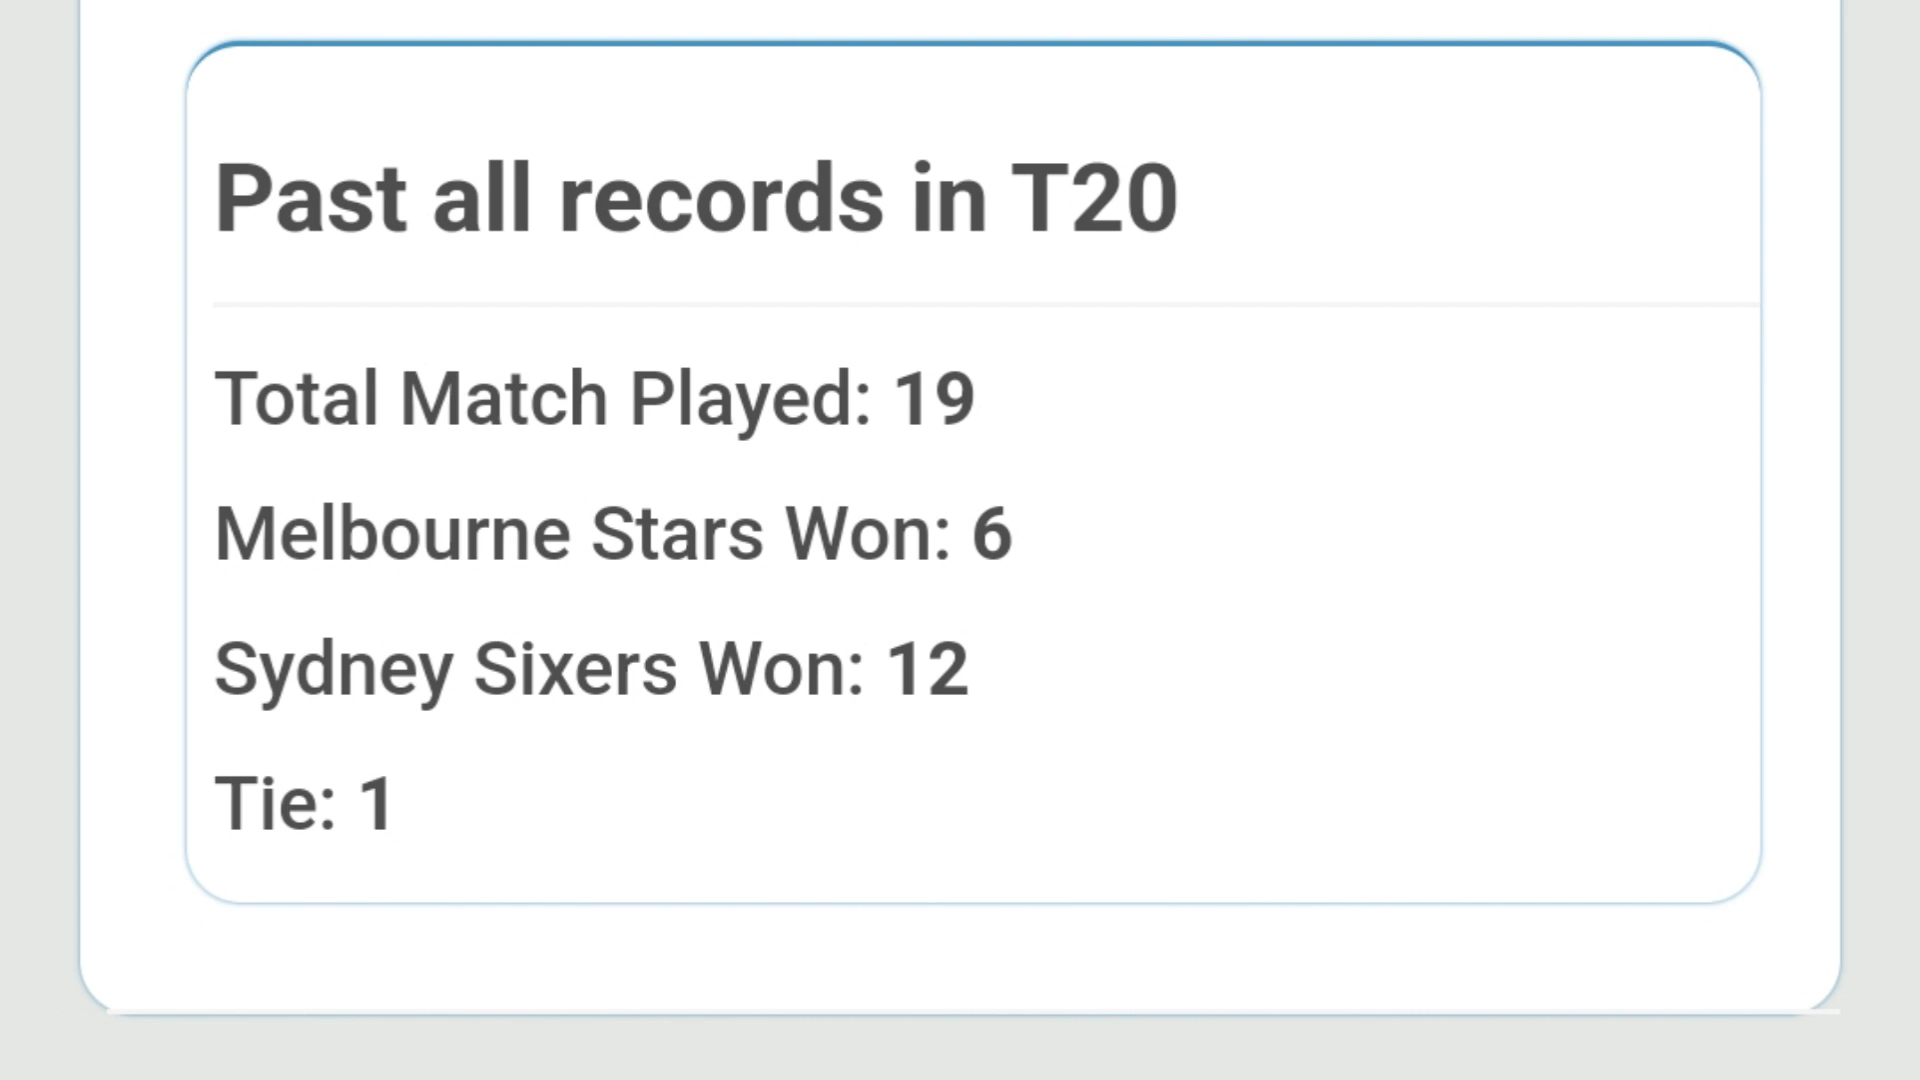 Past all records in T20
Total Match Played: 19
Melbourne Stars Won: 6
Sydney Sixers Won: 12
Tie: 1